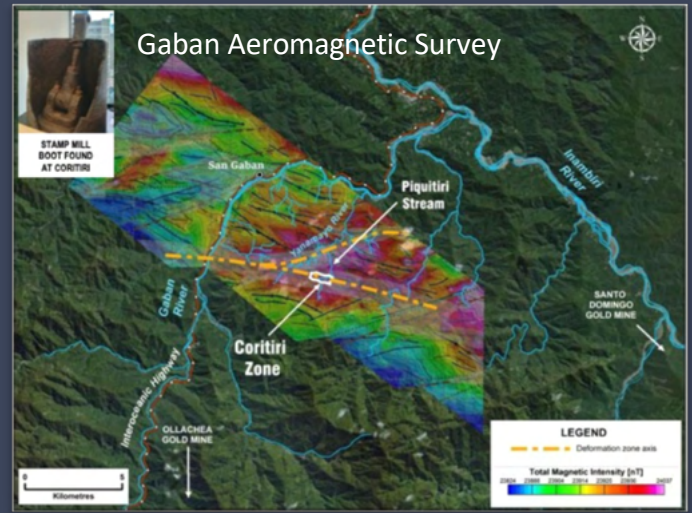 Gaban Aeromagnetic Survey
STAMP MILL
BOOT FOUND
AT CORITIRI
N
W
E
S
San Gaban
Inambiri
River
Piquitiri
Stream
Yanamayo River
Gaban
River
Coritiri
Zone
SANTO
DOMINGO
GOLD MINE
Interoceanic Highway
OLLACHEA
GOLD MINE
0
5
Kilometres
LEGEND
Deformation zone axis
Total Magnetic Intensity [nT]